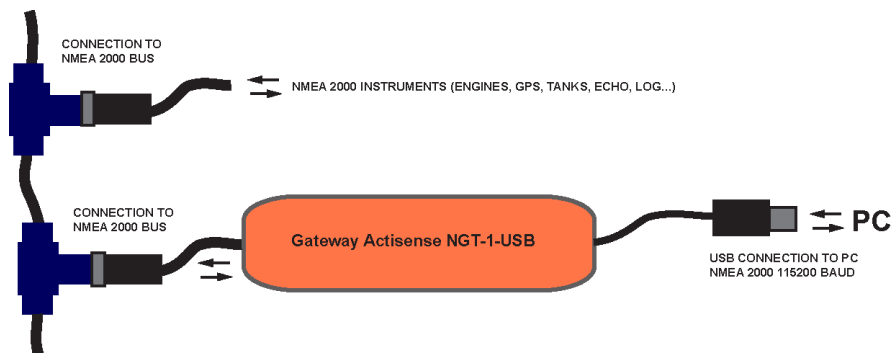 CONNECTION TO
NMEA 2000 BUS
NMEA 2000 INSTRUMENTS (ENGINES, GPS, TANKS, ECHO, LOG...)
CONNECTION TO
NMEA 2000 BUS
Gateway Actisense NGT-1-USB
PC
USB CONNECTION TO PC
NMEA 2000 115200 BAUD